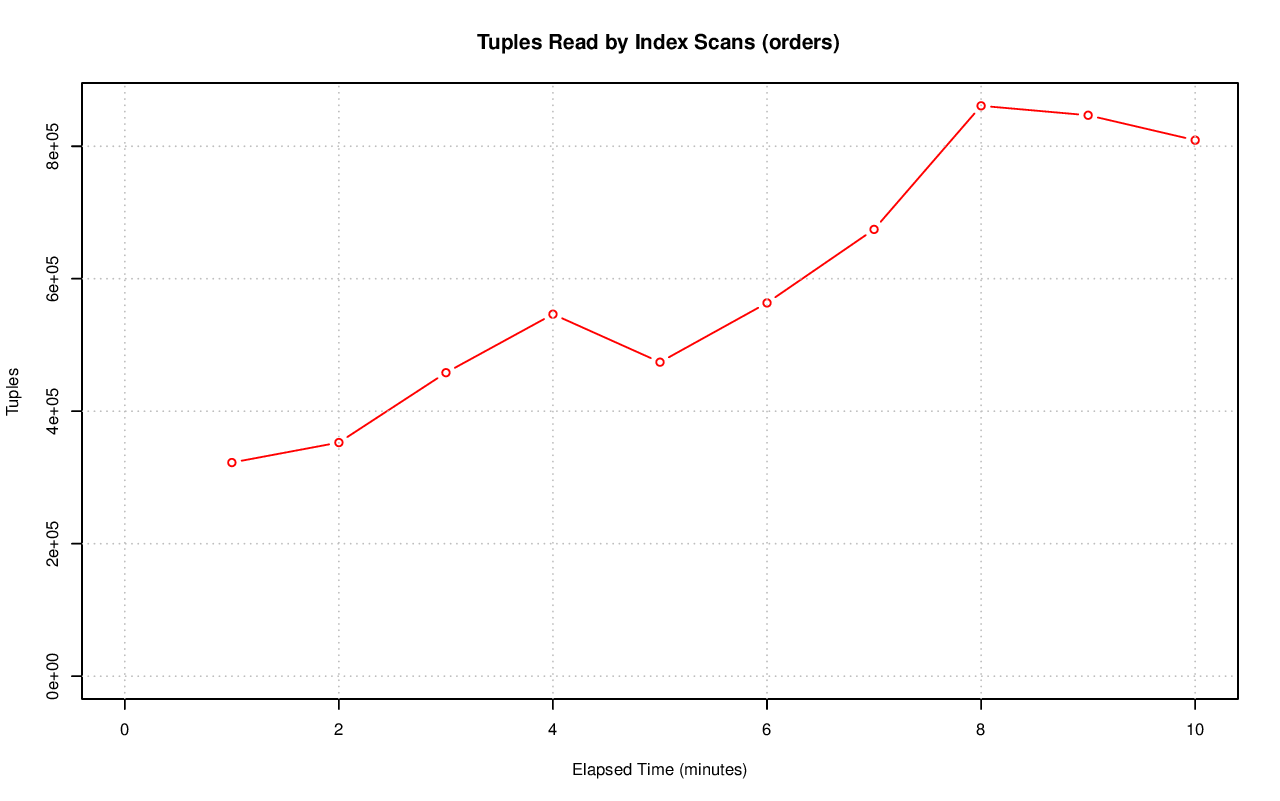 Tuples Read by Index Scans (orders)
Tuples
8e+05
6e+05
4e+05
2e+05
0e+00
0 2 4 6 8 10
Elapsed Time (minutes)